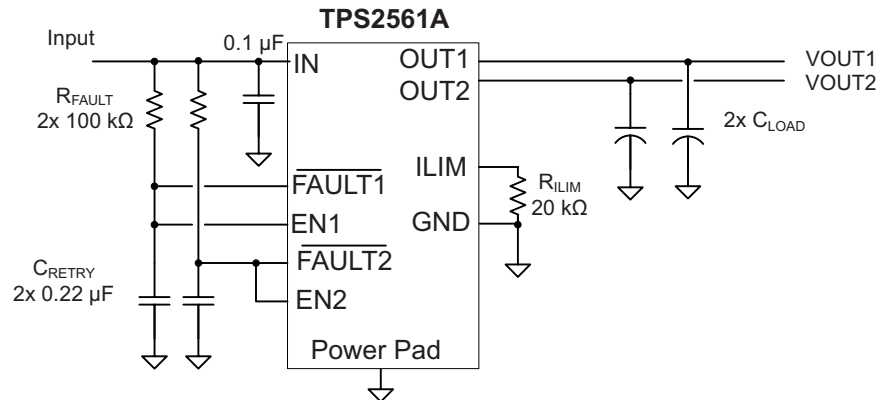 TPS2561A
Input
0.1 µF
IN
OUT1
VOUT1
OUT2
VOUT2
RFAULT
2x 100 kΩ
2x CLOAD
ILIM
RILIM
20 kΩ
FAULT1
EN1
GND
FAULT2
CRETRY
2x 0.22 µF
EN2
Power Pad